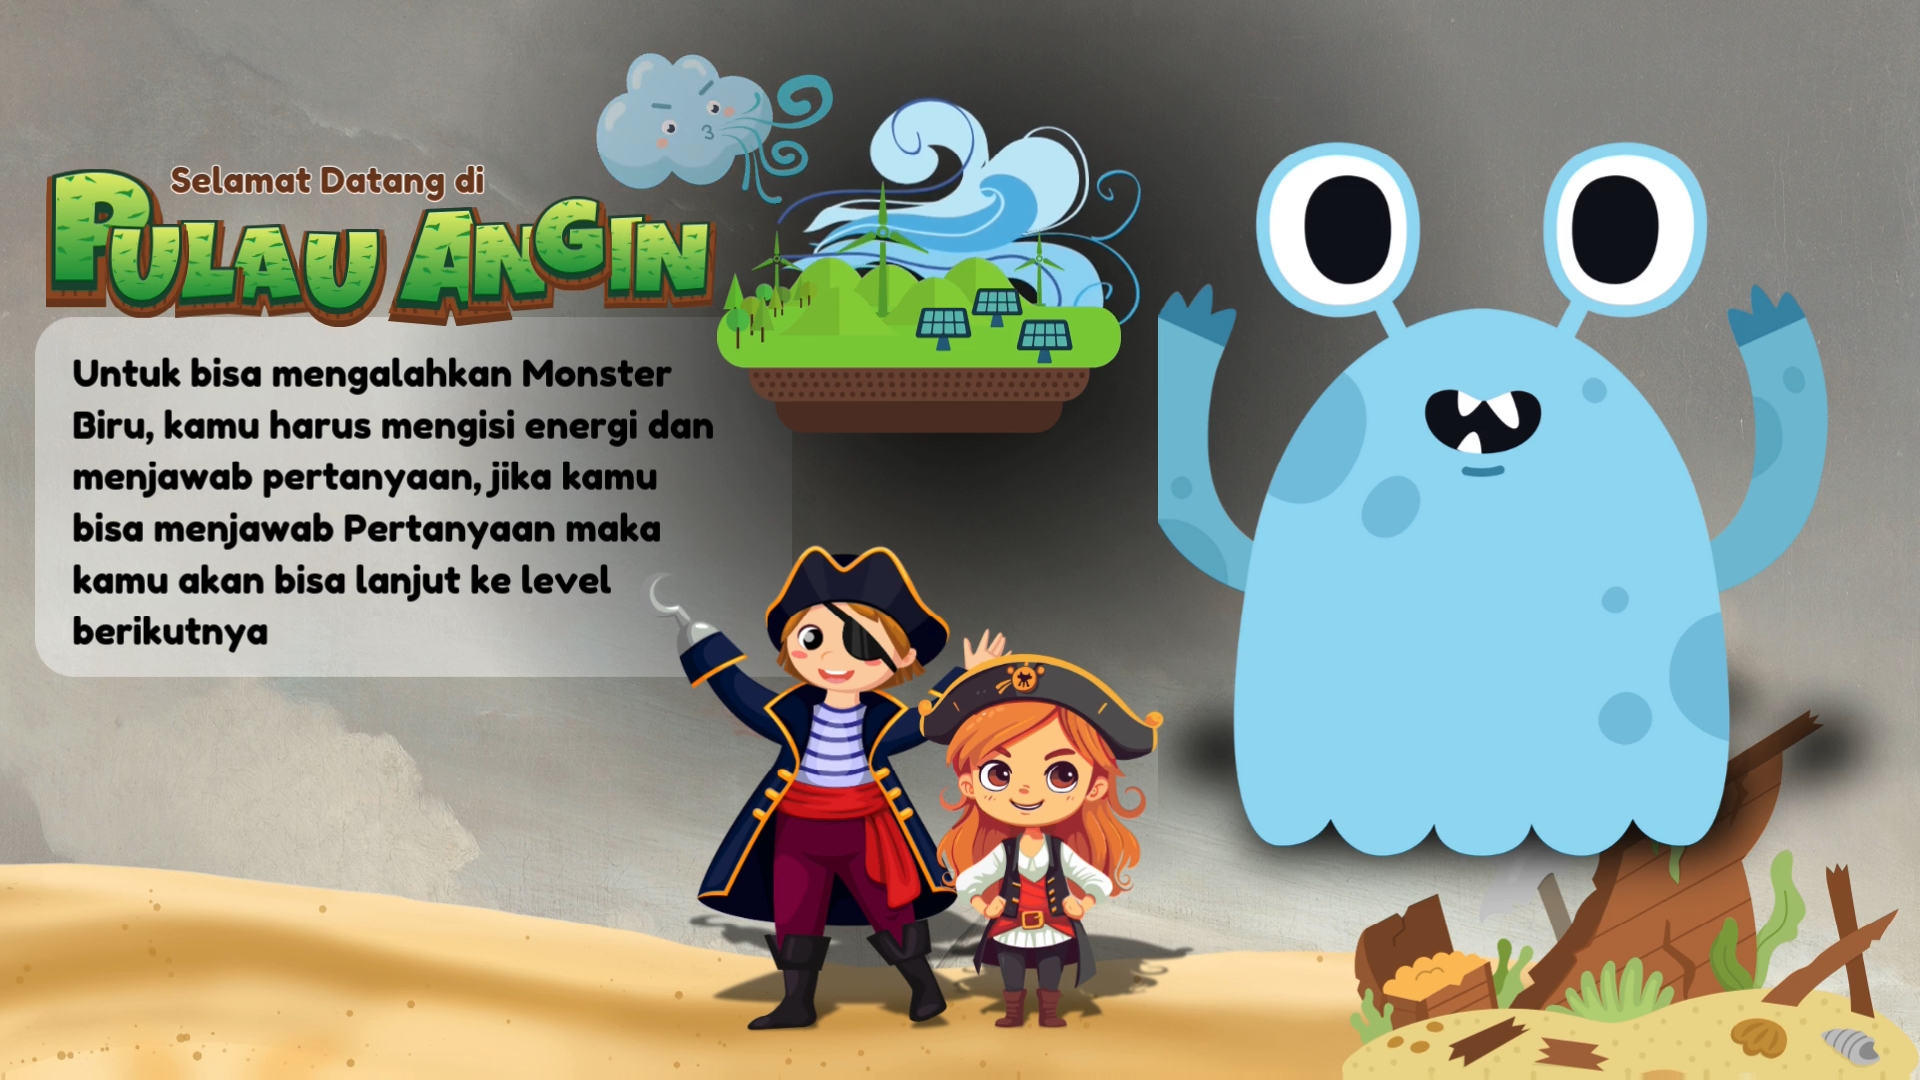 Selamat Datang di
PULAU ANGIN
Untuk bisa mengalahkan Monster
Biru, kamu harus mengisi energi dan
menjawab pertanyaan, jika kamu
bisa menjawab Pertanyaan maka
kamu akan bisa lanjut ke level
berikutnya